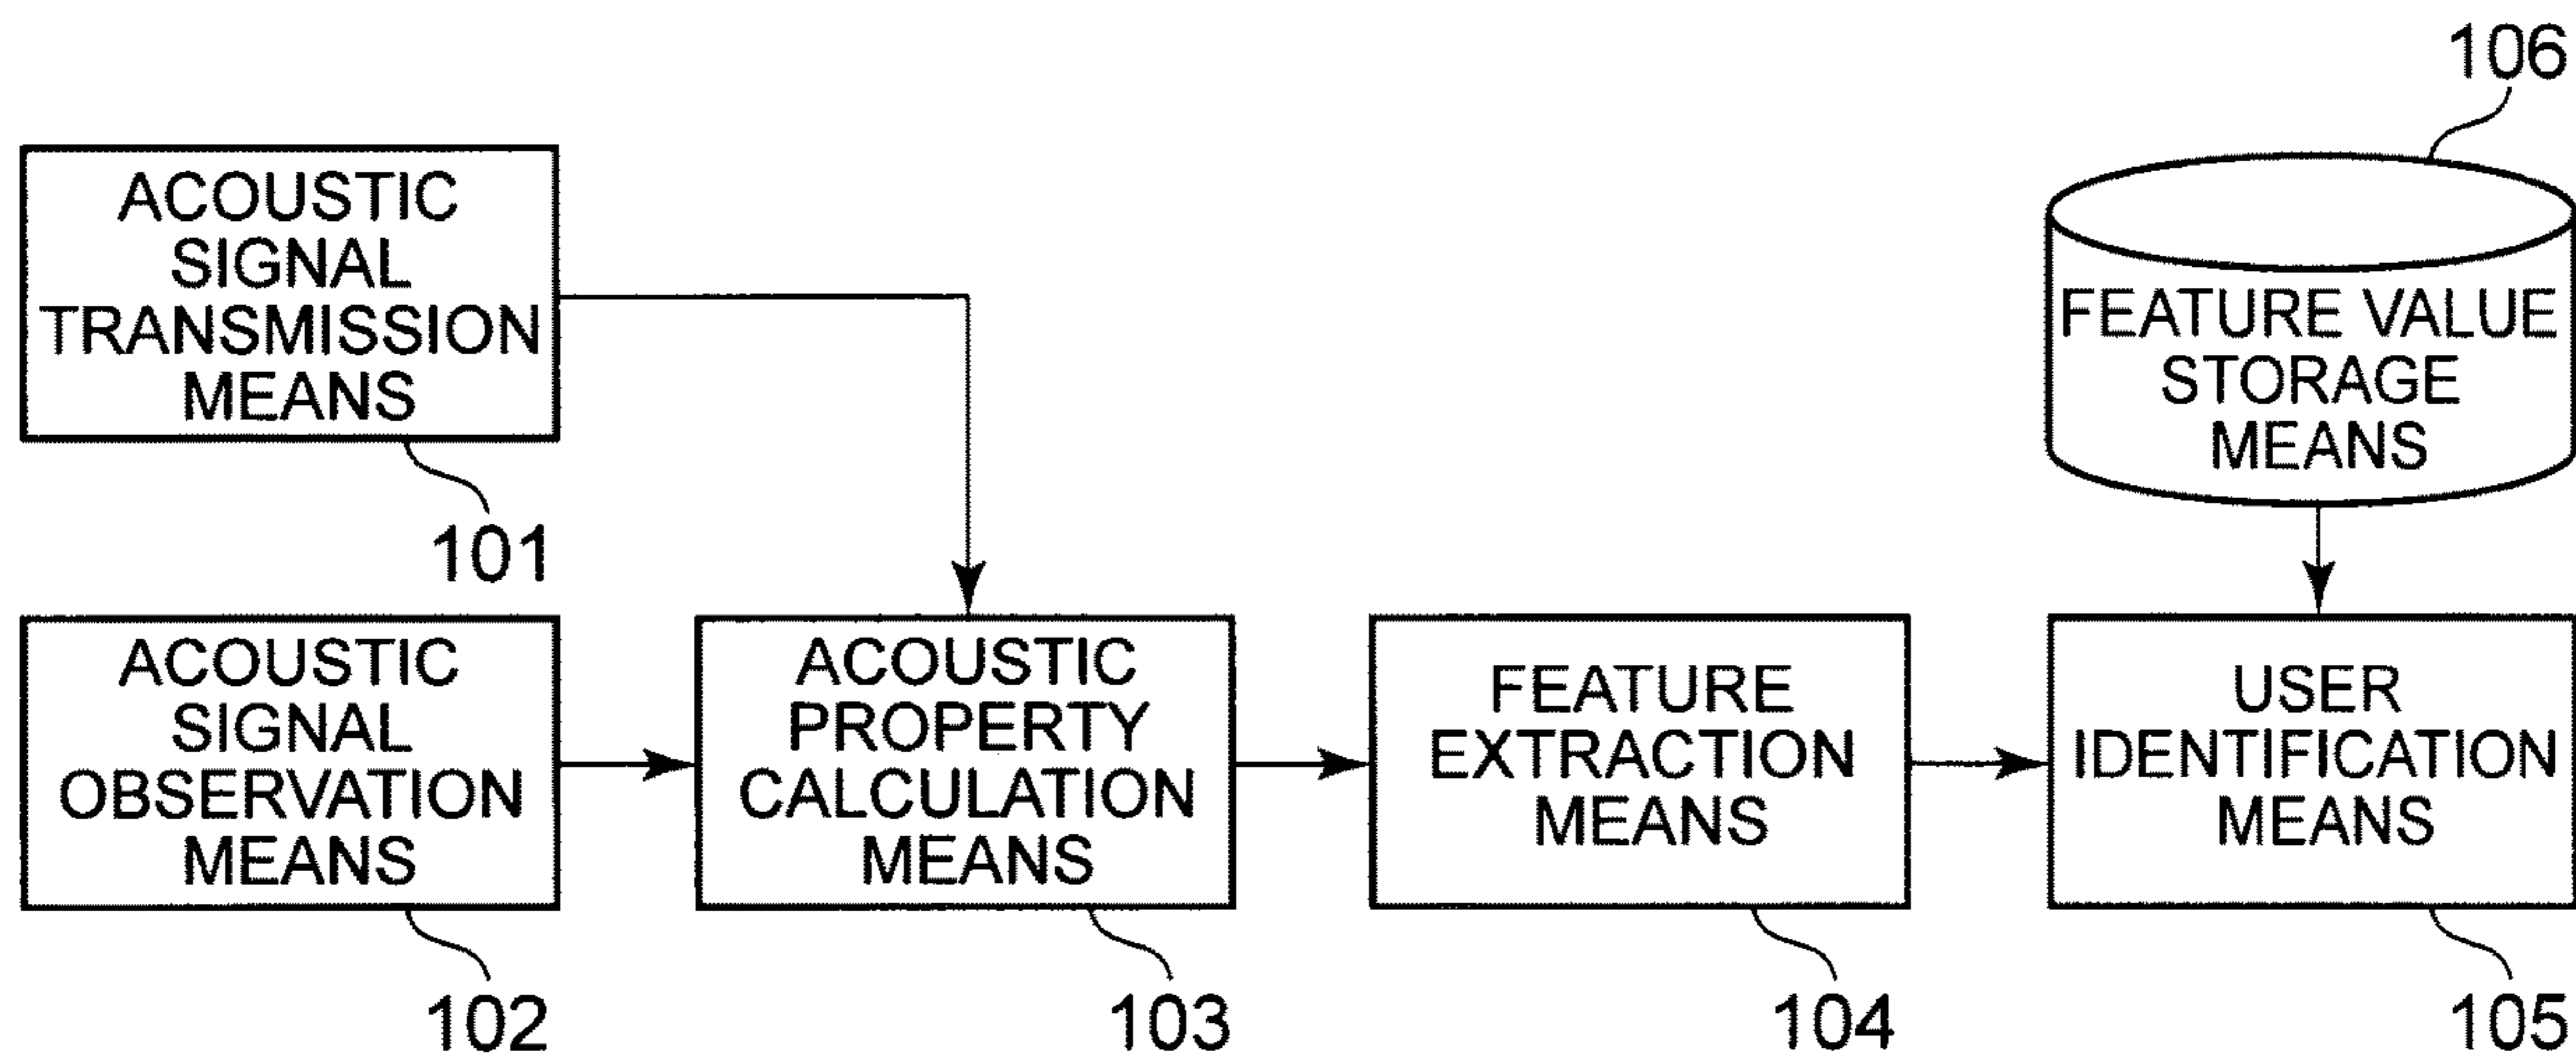 106
ACOUSTIC
SIGNAL
TRANSMISSION
MEANS
101
FEATURE VALUE
STORAGE
MEANS
ACOUSTIC
SIGNAL
OBSERVATION
MEANS
102
ACOUSTIC
PROPERTY
CALCULATION
MEANS
103
FEATURE
EXTRACTION
MEANS
104
USER
IDENTIFICATION
MEANS
105